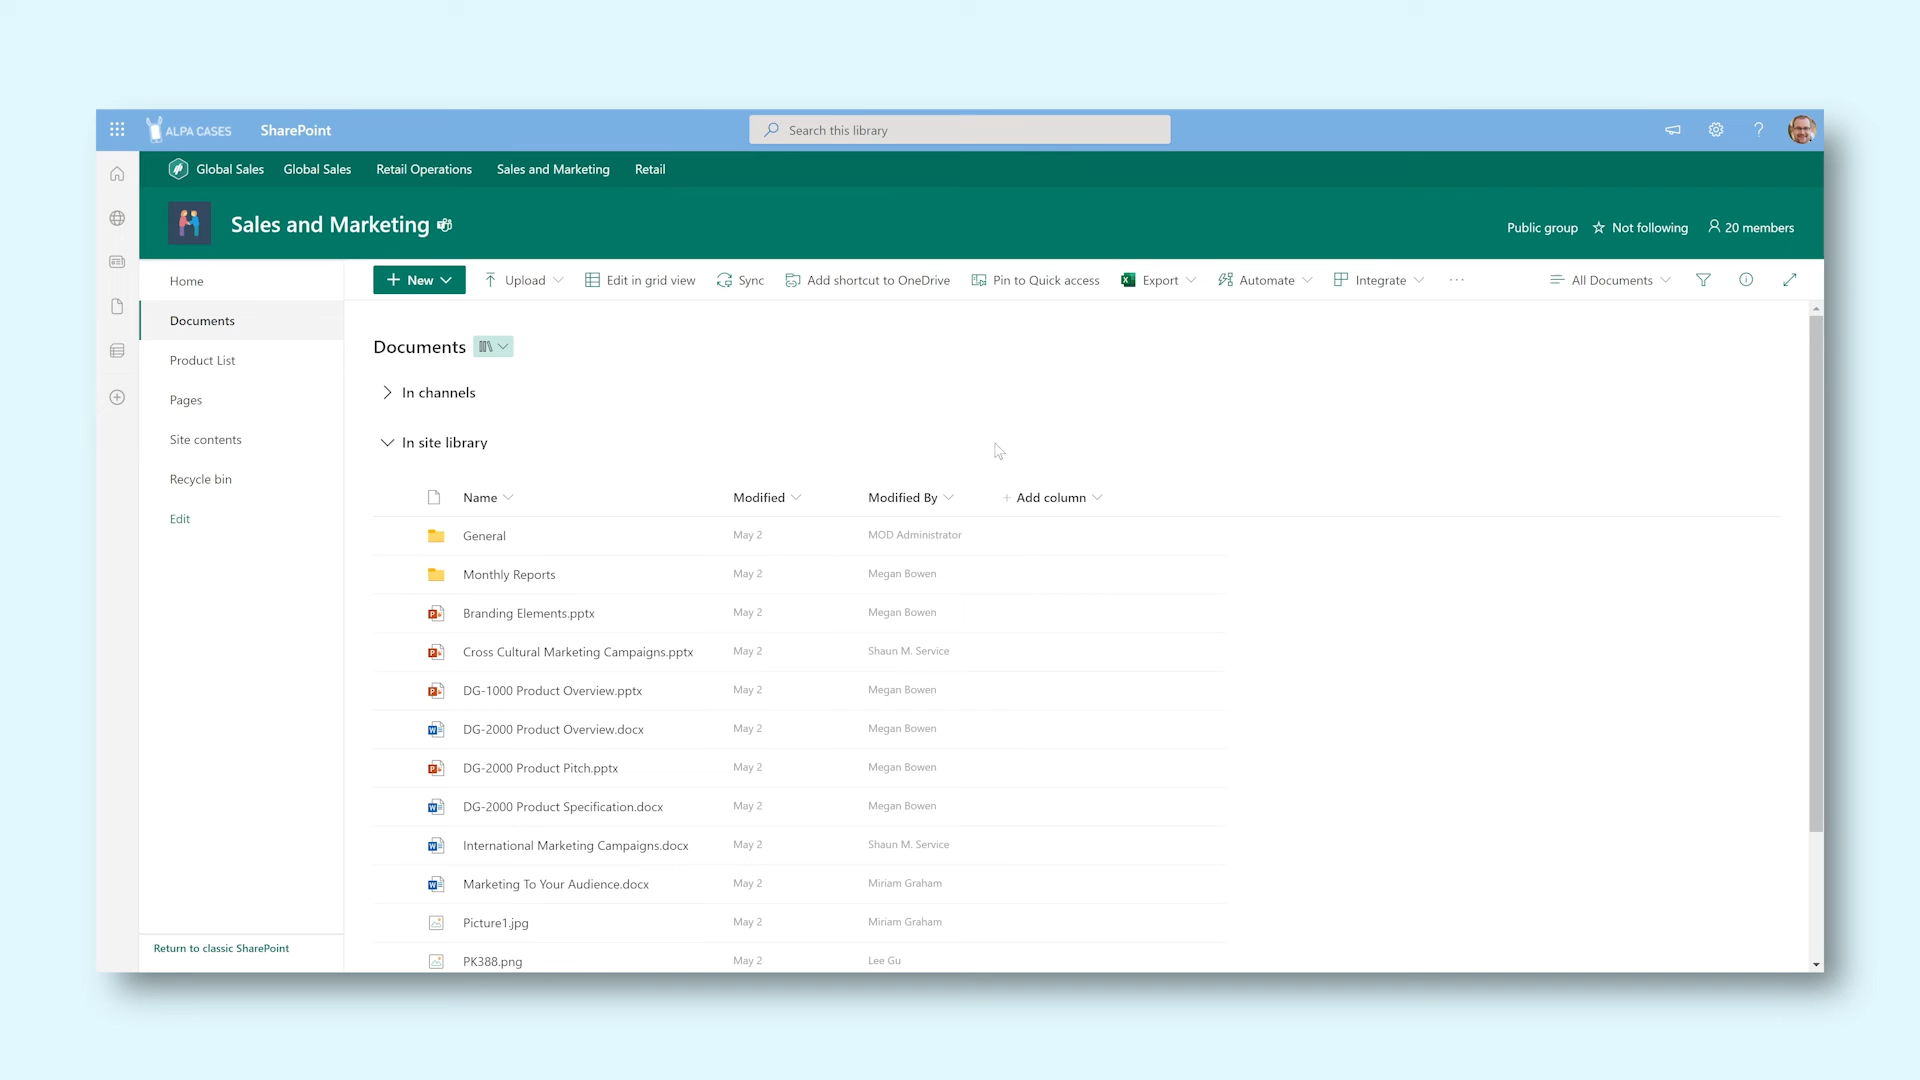 ALPA CASES SharePoint Search this library ?
Global Sales Global Sales Retail Operations Sales and Marketing Retail
Sales and Marketing
Public group Not following 20 members
Home
Documents
Product List
Pages
Site contents
Recycle bin
Edit
Return to classic SharePoint
+ New Upload Edit in grid view Sync Add shortcut to OneDrive Pin to Quick access Export Automate Integrate ··· All Documents
Documents
In channels
In site library
Name Modified Modified By + Add column
General May 2 MOD Administrator
Monthly Reports May 2 Megan Bowen
Branding Elements.pptx May 2 Megan Bowen
Cross Cultural Marketing Campaigns.pptx May 2 Shaun M. Service
DG-1000 Product Overview.pptx May 2 Megan Bowen
DG-2000 Product Overview.docx May 2 Megan Bowen
DG-2000 Product Pitch.pptx May 2 Megan Bowen
DG-2000 Product Specification.docx May 2 Megan Bowen
International Marketing Campaigns.docx May 2 Shaun M. Service
Marketing To Your Audience.docx May 2 Miriam Graham
Picture1.jpg May 2 Miriam Graham
PK388.png May 2 Lee Gu